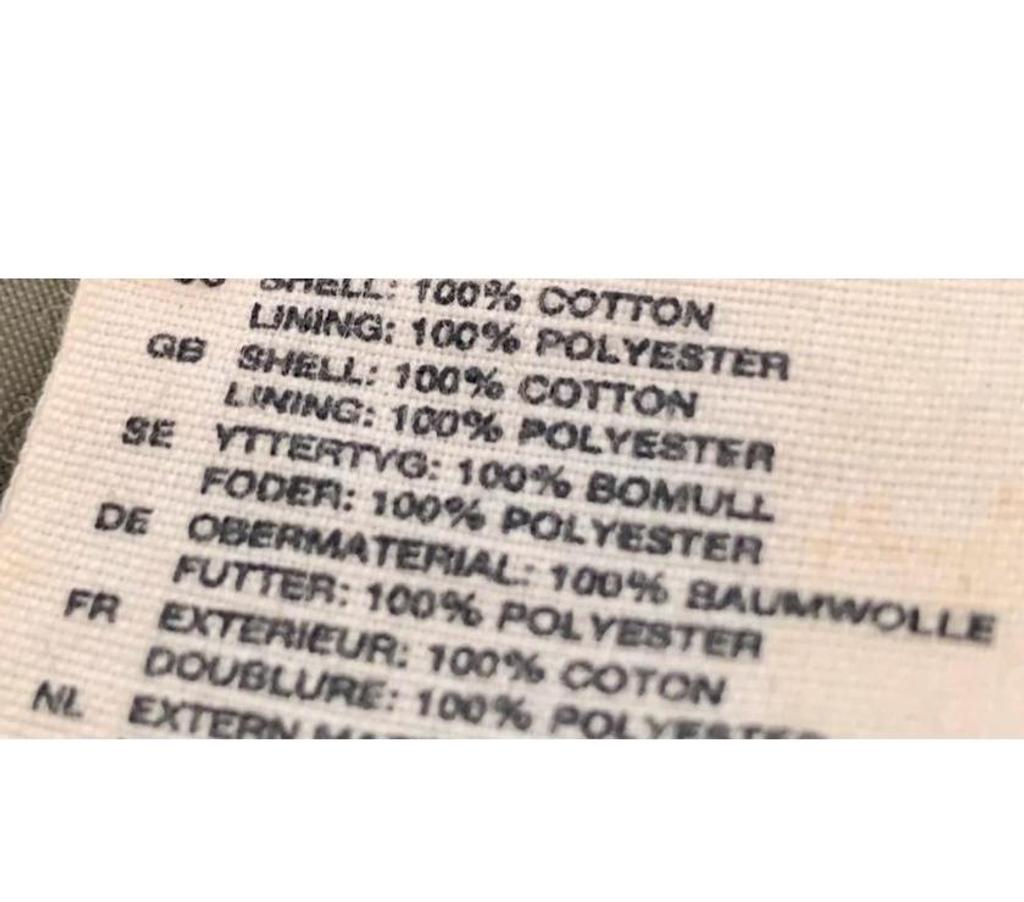 SHELL: 100% COTTON
LINING: 100% POLYESTER
GB SHELL: 100% COTTON
LINING: 100% POLYESTER
SE YTTERTYG: 100% BOMULL
FODER: 100% POLYESTER
DE OBERMATERIAL: 100% BAUMWOLLE
FUTTER: 100% POLYESTER
FR EXTERIEUR: 100% COTON
DOUBLURE: 100% POLYESTER
NL EXTERN